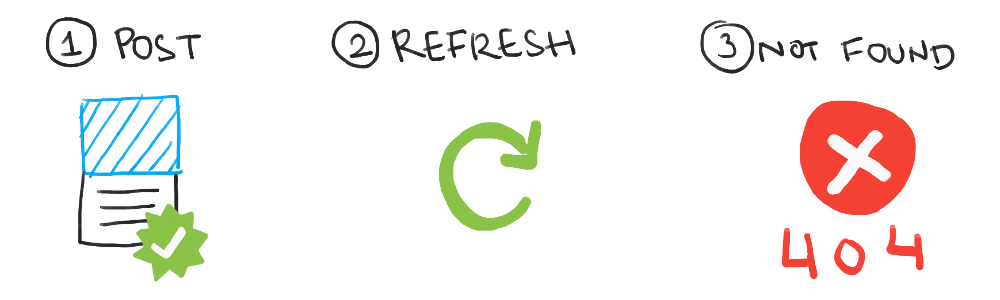 1 POST
2 REFRESH
3 NOT FOUND
404